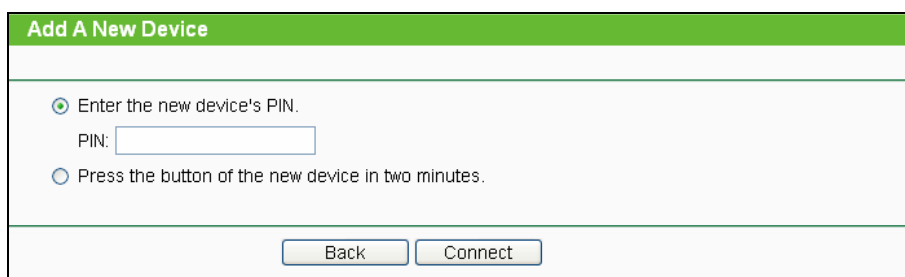 Add A New Device
Enter the new device's PIN.
PIN:
Press the button of the new device in two minutes.
Back Connect